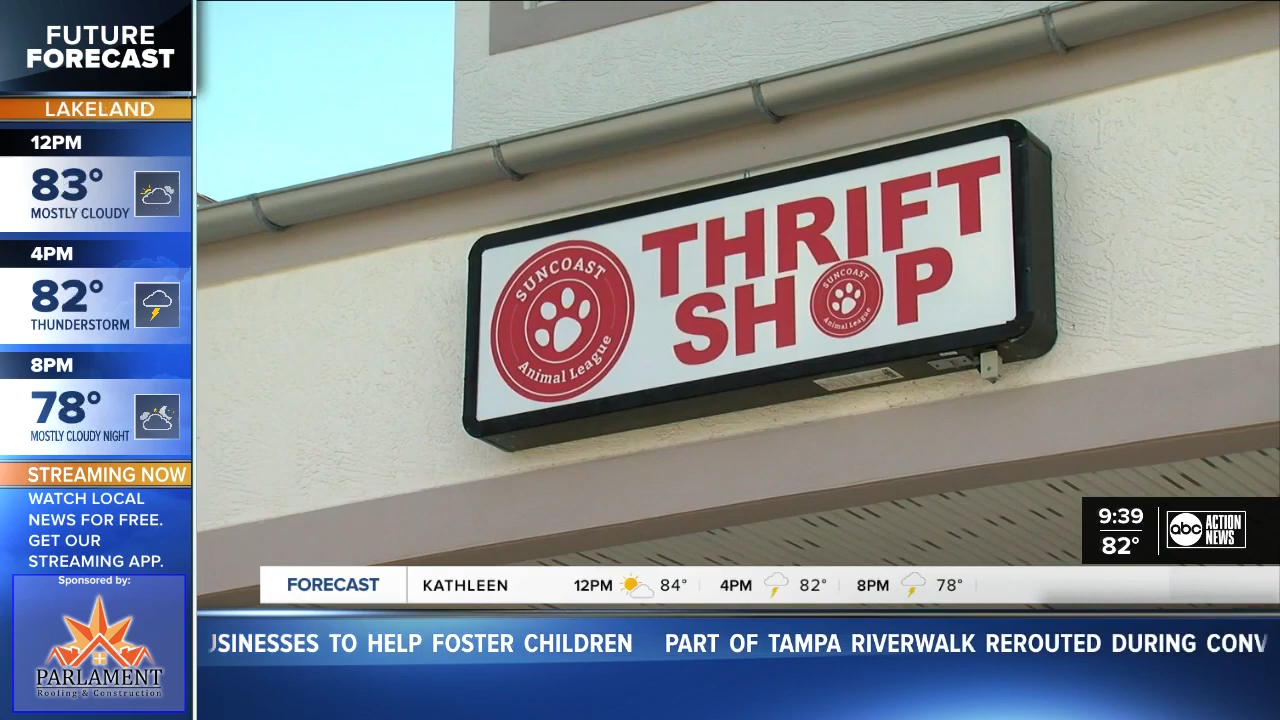 FUTURE
FORECAST
LAKELAND
12PM
83°
MOSTLY CLOUDY
4PM
82°
THUNDERSTORM
8PM
78°
MOSTLY CLOUDY NIGHT
STREAMING NOW
WATCH LOCAL
NEWS FOR FREE.
GET OUR
STREAMING APP.
Sponsored by:
PARLAMENT
Roofing & Construction
SUNCOAST
Animal League
THRIFT
SHOP
SUNCOAST
Animal League
9:39
82°
abc
ACTION
NEWS
FORECAST KATHLEEN 12PM 84° 4PM 82° 8PM 78°
USINESSES TO HELP FOSTER CHILDREN PART OF TAMPA RIVERWALK REROUTED DURING CONV